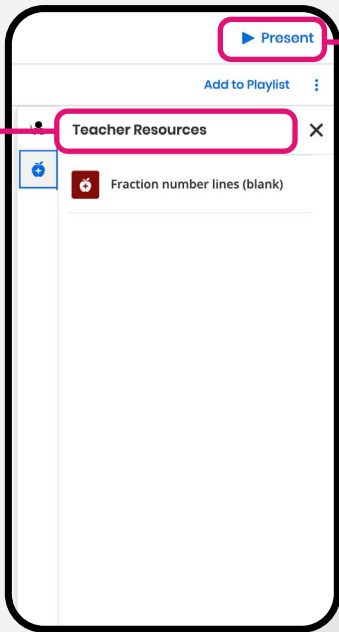 Present
Add to Playlist
Teacher Resources
Fraction number lines (blank)